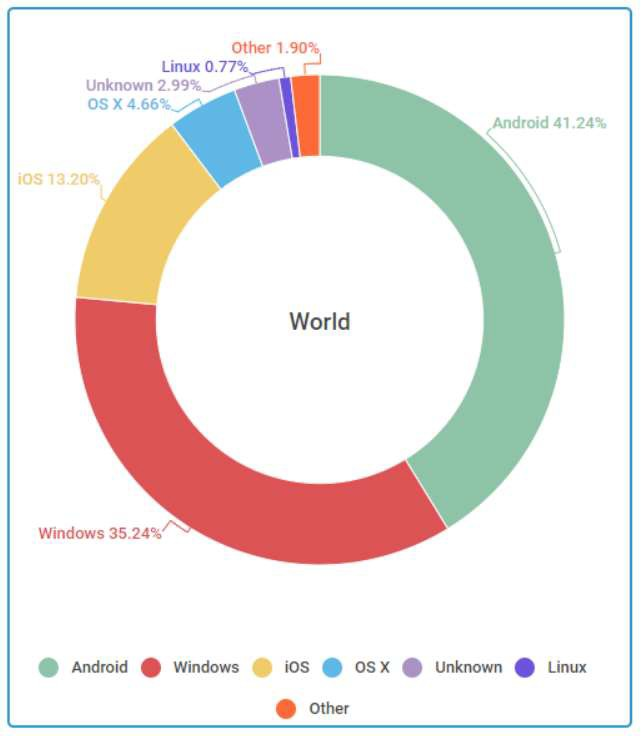 Other 1.90%
Linux 0.77%
Unknown 2.99%
OS X 4.66%
Android 41.24%
iOS 13.20%
World
Windows 35.24%
Android Windows iOS OS X Unknown Linux
Other